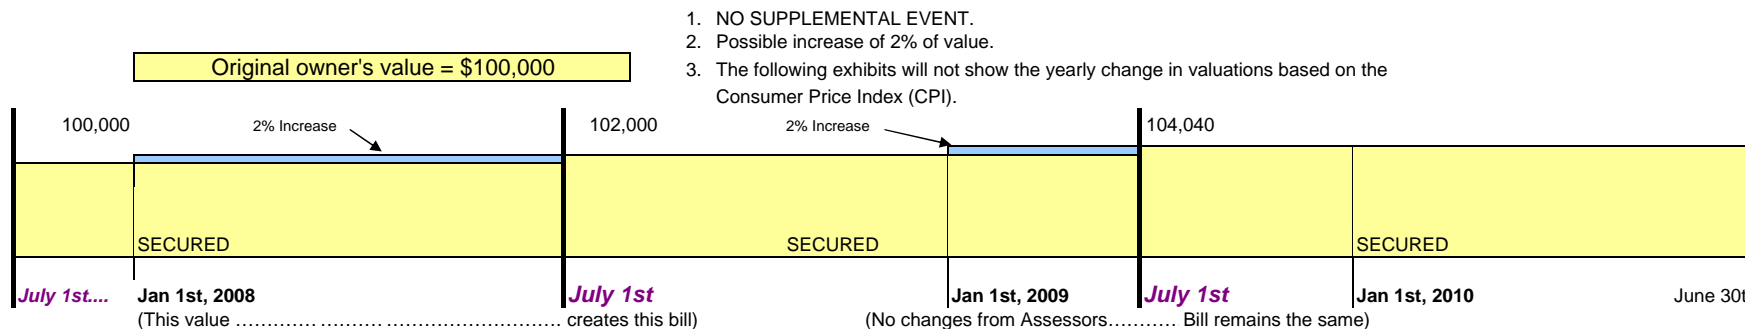 1. NO SUPPLEMENTAL EVENT.
2. Possible increase of 2% of value.
Original owner's value = $100,000
3. The following exhibits will not show the yearly change in valuations based on the
Consumer Price Index (CPI).
100,000 2% Increase 102,000 2% Increase 104,040
SECURED SECURED SECURED
July 1st.... Jan 1st, 2008 July 1st Jan 1st, 2009 July 1st Jan 1st, 2010 June 30t
(This value ............. .......... ............................ creates this bill) (No changes from Assessors........... Bill remains the same)